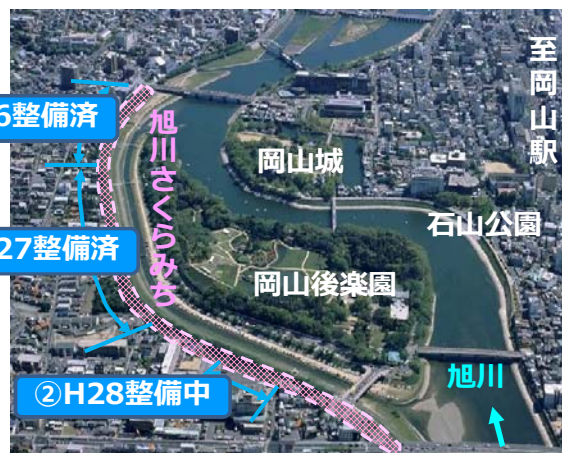 至岡山駅
6整備済
旭川さくらみち
岡山城
石山公園
27整備済
岡山後楽園
旭川
②H28整備中